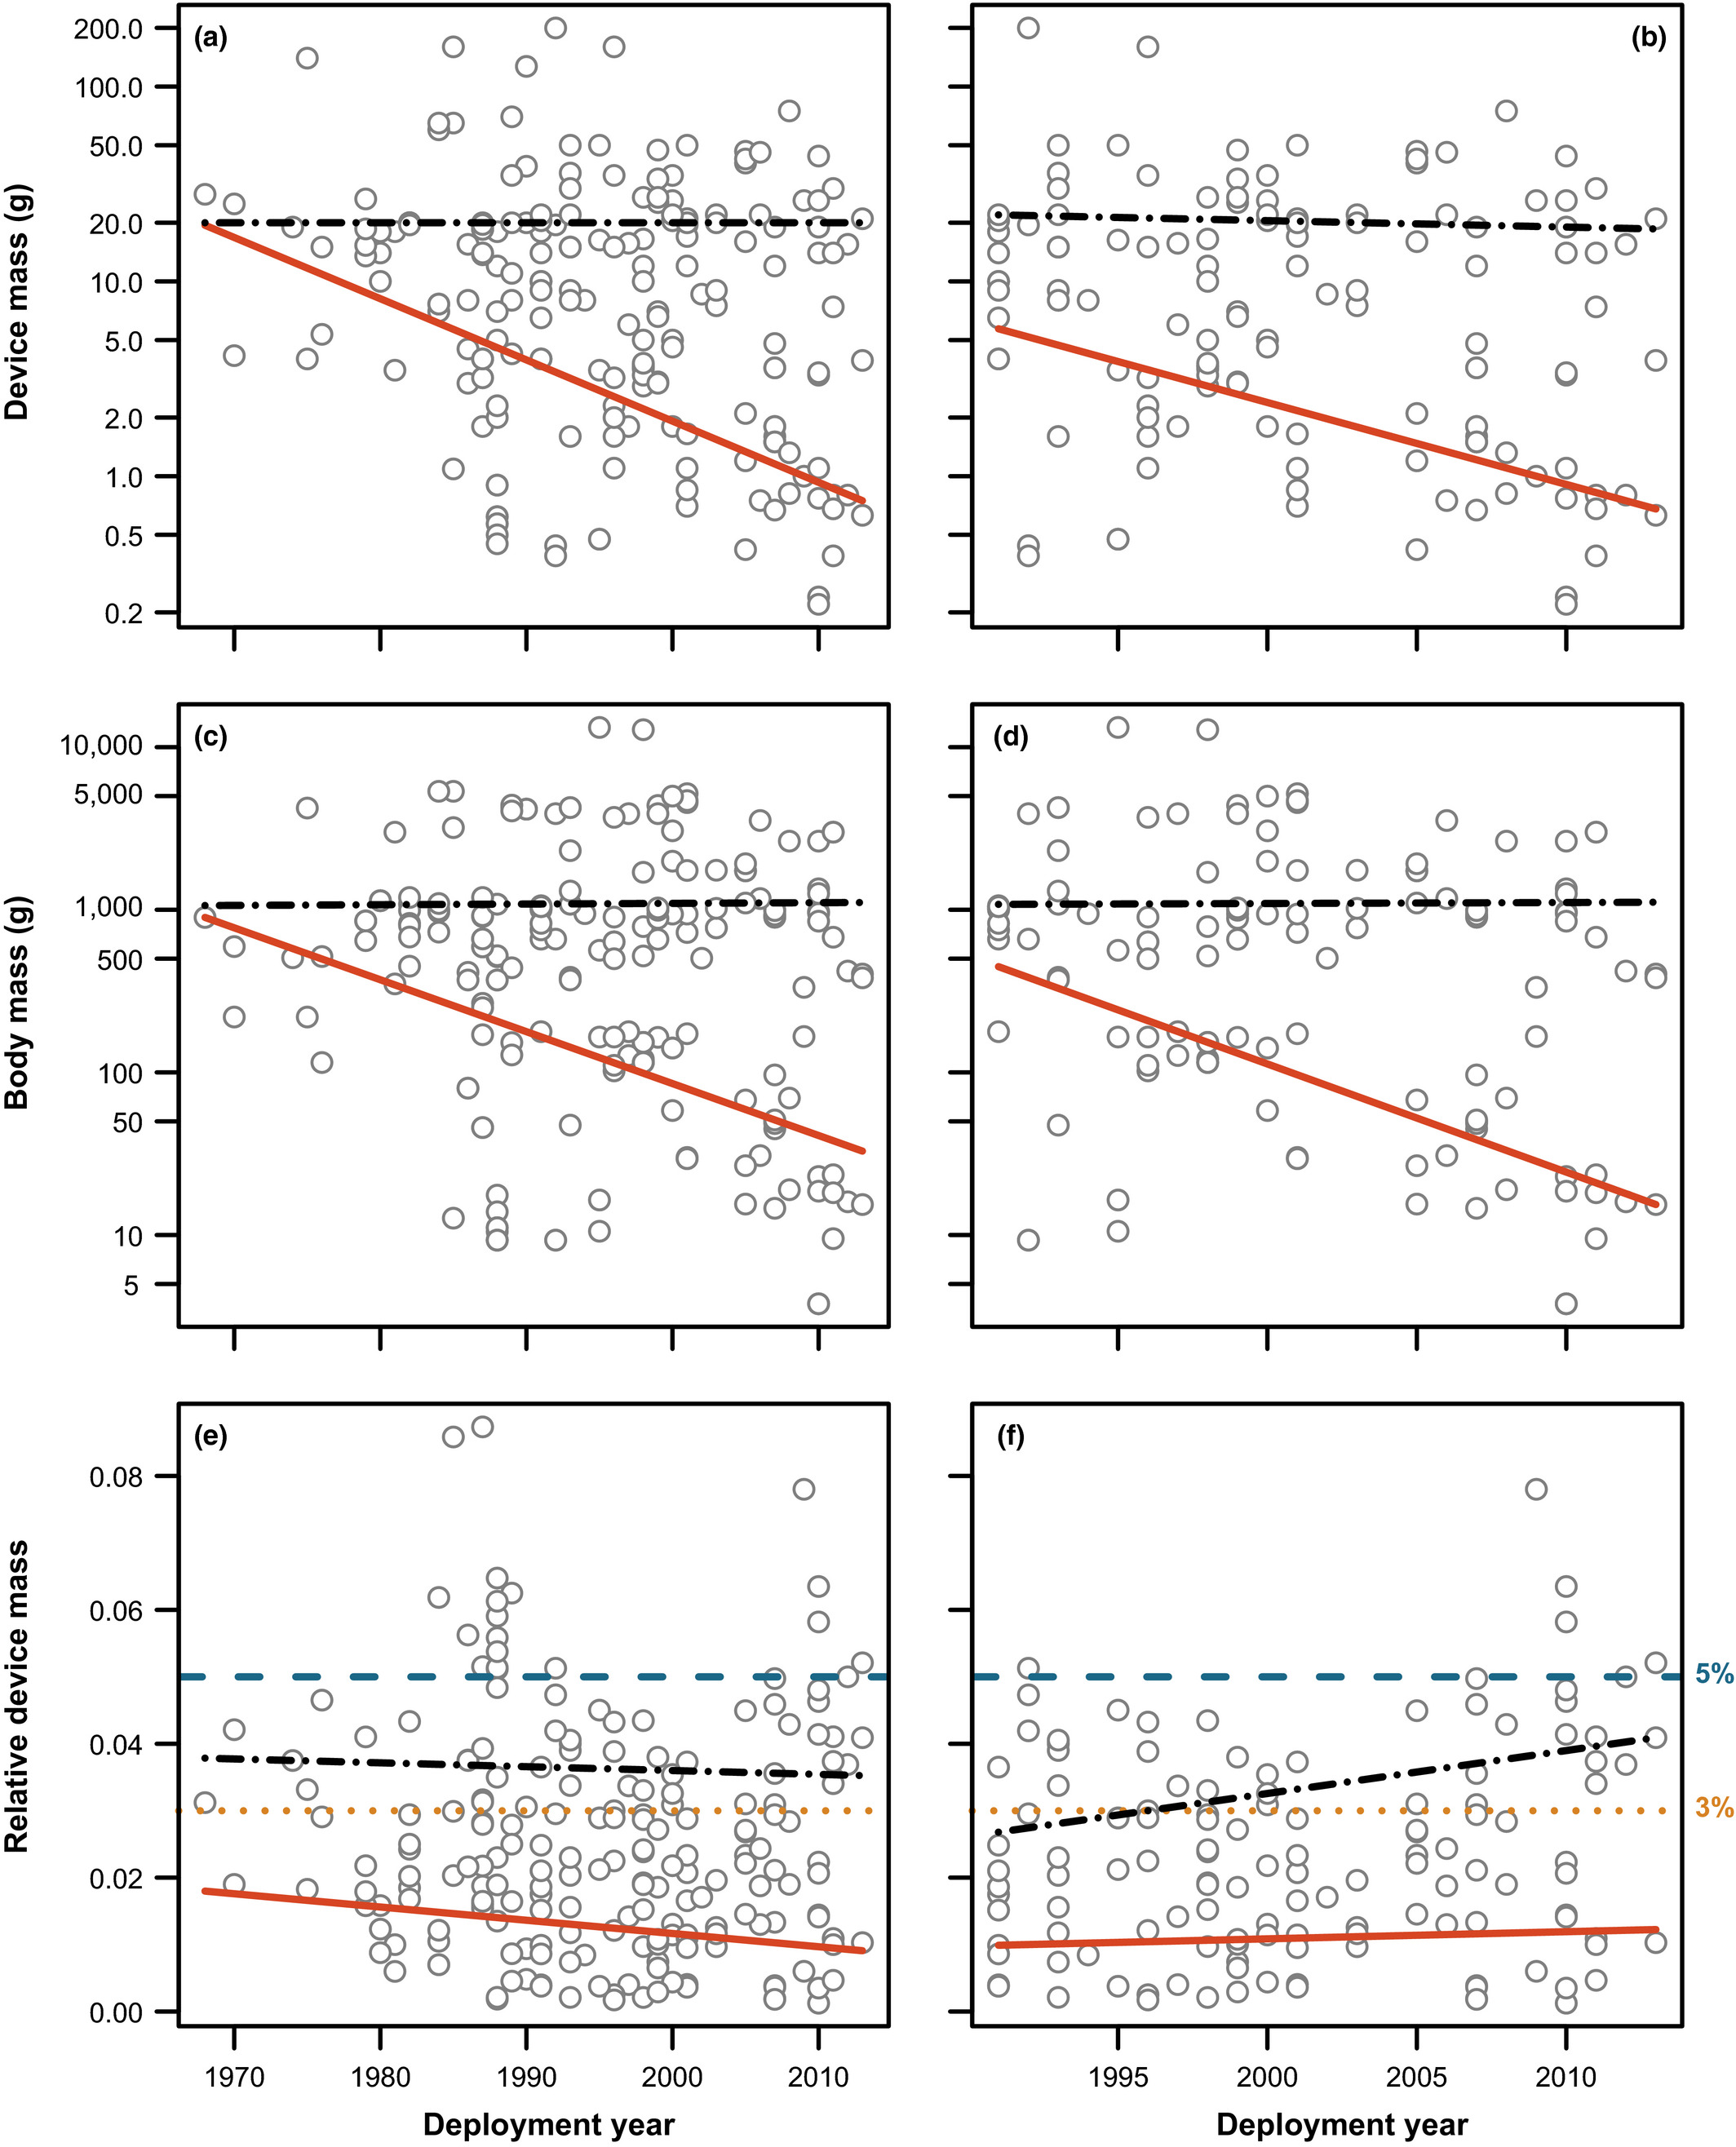 (a)
(b)
Device mass (g)
200.0
100.0
50.0
20.0
10.0
5.0
2.0
1.0
0.5
0.2
(c)
(d)
Body mass (g)
10,000
5,000
1,000
500
100
50
10
5
(e)
(f)
Relative device mass
0.08
0.06
0.04
0.02
0.00
5%
3%
1970 1980 1990 2000 2010
1995 2000 2005 2010
Deployment year
Deployment year